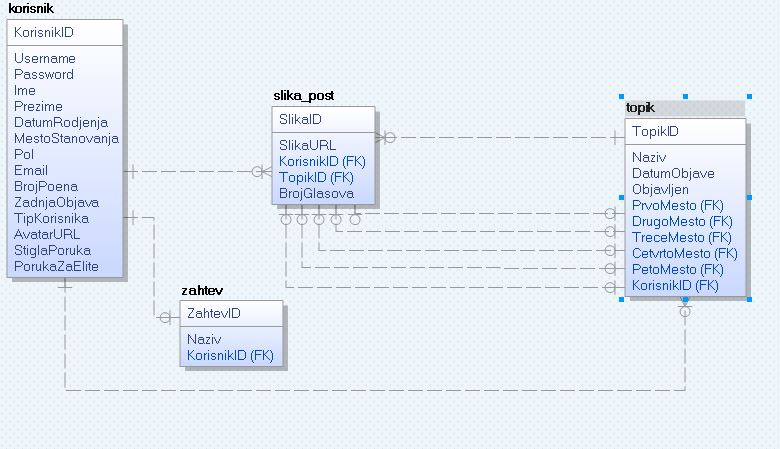 korisnik
KorisnikID
Username
Password
Ime
Prezime
DatumRodjenja
MestoStanovanja
Pol
Email
BrojPoena
ZadnjaObjava
TipKorisnika
AvatarURL
StiglaPoruka
PorukaZaElite
slika_post
SlikaID
SlikaURL
KorisnikID (FK)
TopikID (FK)
BrojGlasova
topik
TopikID
Naziv
DatumObjave
Objavljen
PrvoMesto (FK)
DrugoMesto (FK)
TreceMesto (FK)
CetvrtoMesto (FK)
PetoMesto (FK)
KorisnikID (FK)
zahtev
ZahtevID
Naziv
KorisnikID (FK)